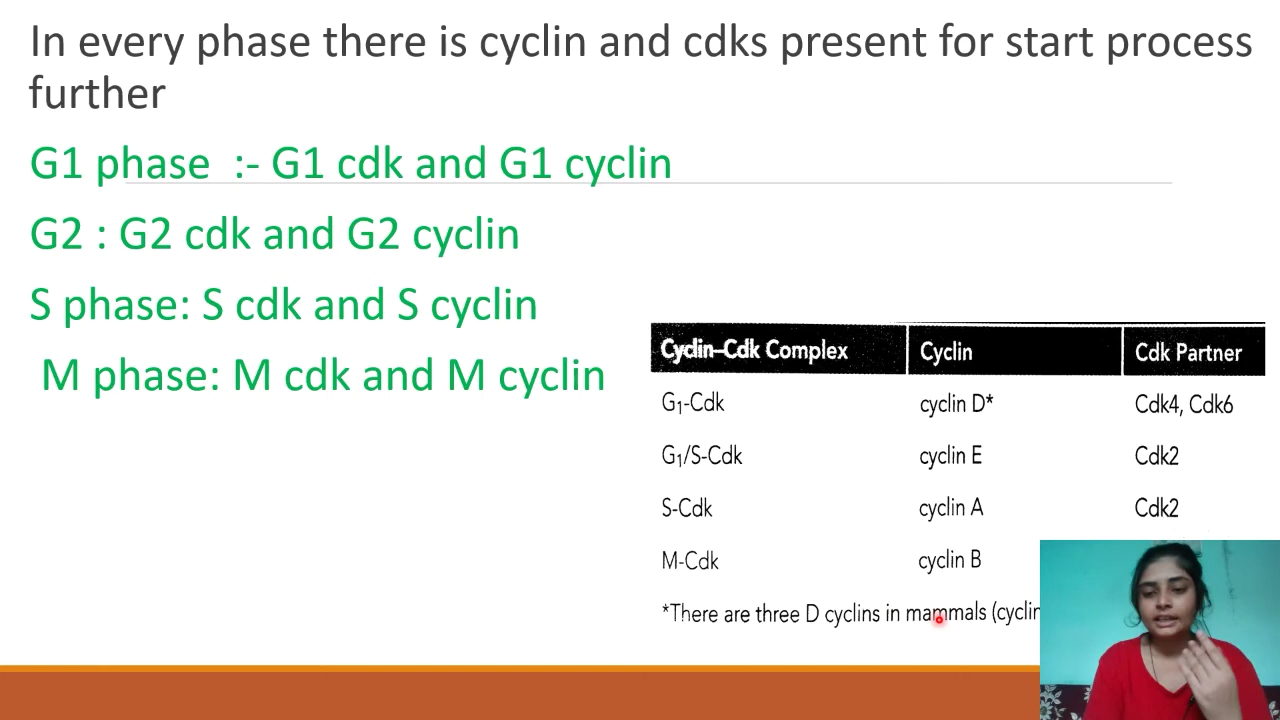 In every phase there is cyclin and cdks present for start process
further
G1 phase  :- G1 cdk and G1 cyclin
G2 : G2 cdk and G2 cyclin
S phase: S cdk and S cyclin
M phase: M cdk and M cyclin
Cyclin–Cdk Complex Cyclin Cdk Partner
G₁-Cdk cyclin D* Cdk4, Cdk6
G₁/S-Cdk cyclin E Cdk2
S-Cdk cyclin A Cdk2
M-Cdk cyclin B
*There are three D cyclins in mammals